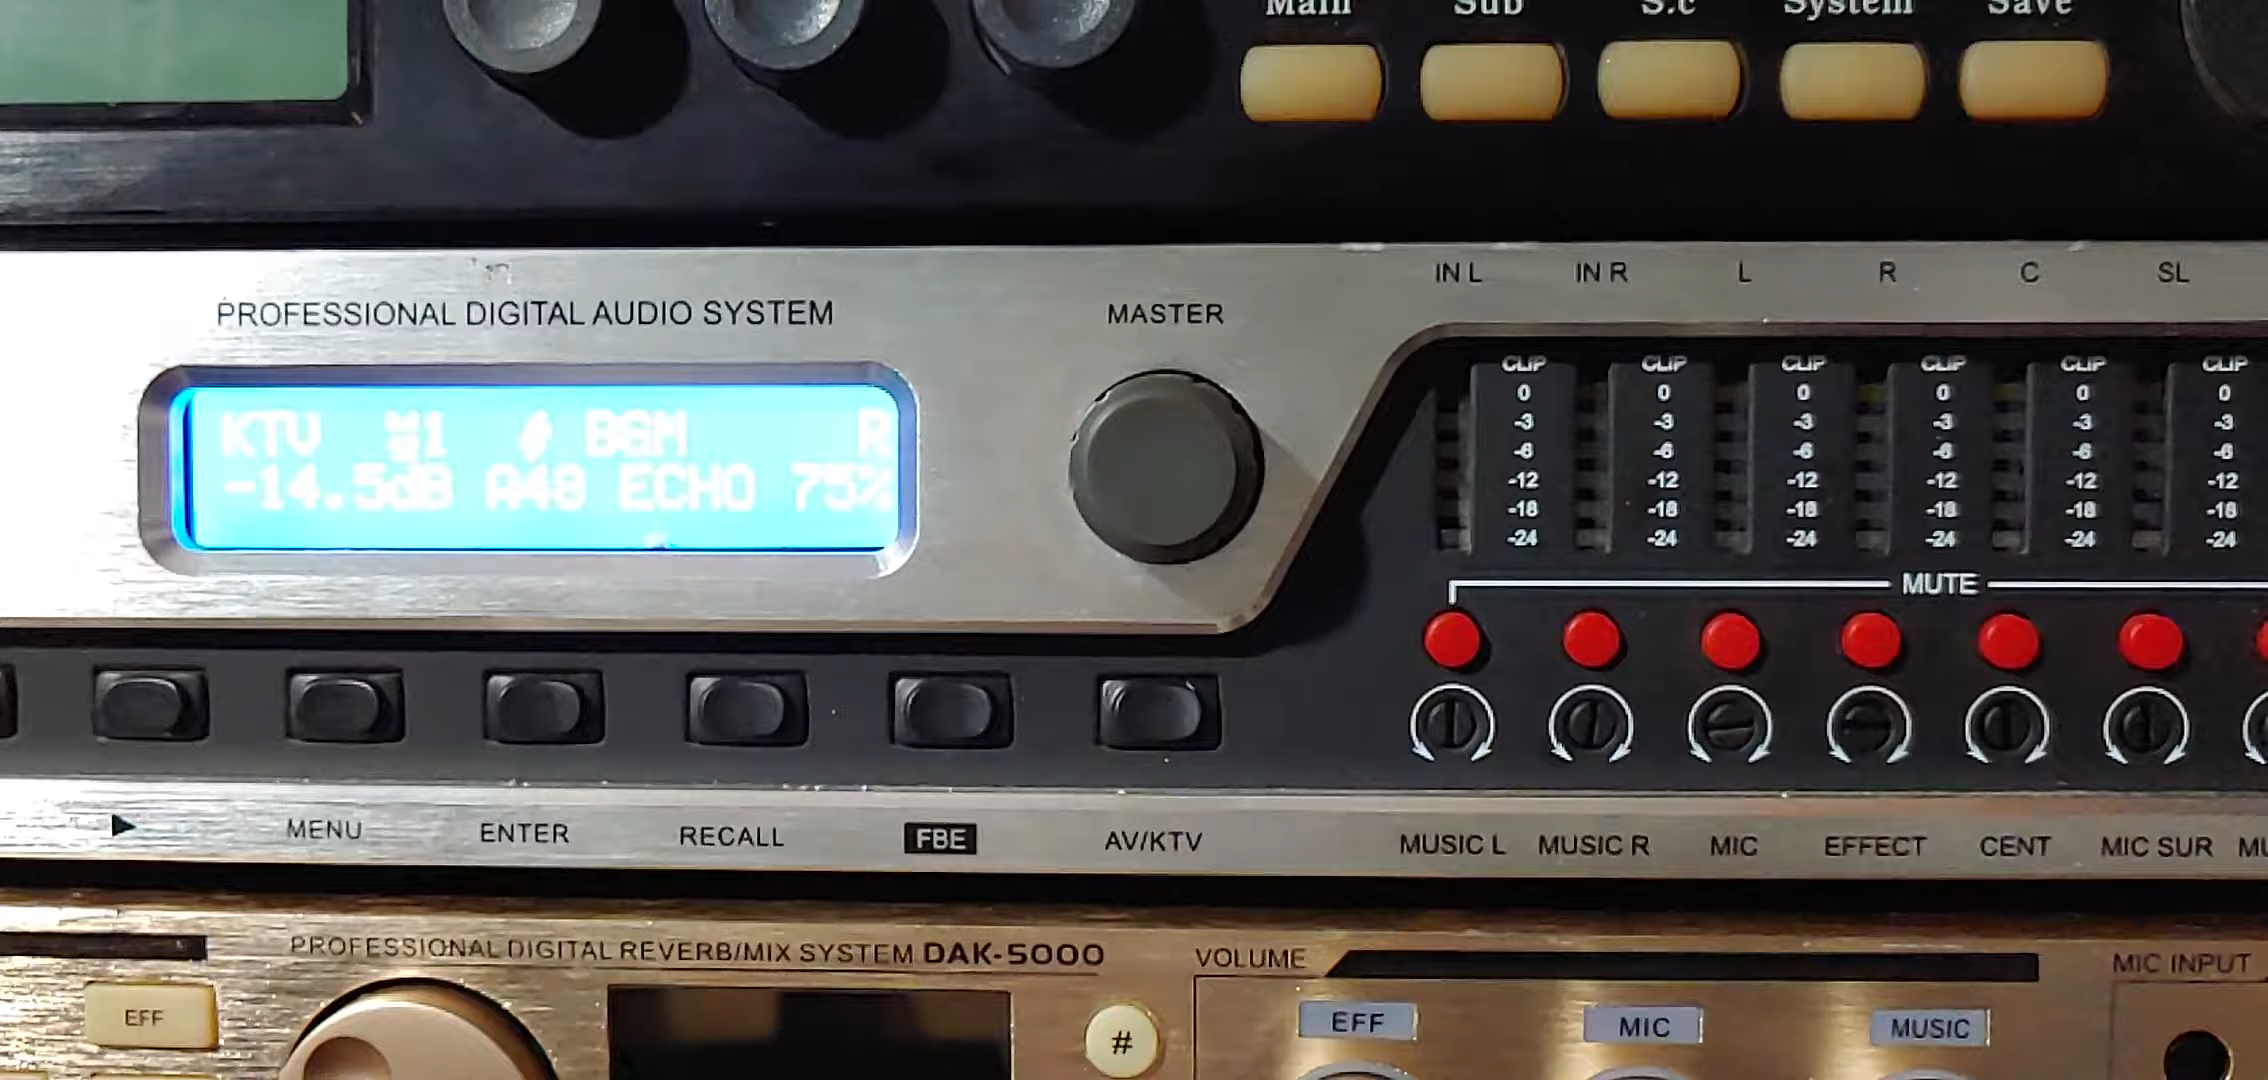 Main Sub S.c System Save
IN L IN R L R C SL
PROFESSIONAL DIGITAL AUDIO SYSTEM
MASTER
KTV 1 BGM R
-14.5dB A48 ECHO 75%
CLIP CLIP CLIP CLIP CLIP CLIP
0 0 0 0 0 0
-3 -3 -3 -3 -3 -3
-6 -6 -6 -6 -6 -6
-12 -12 -12 -12 -12 -12
-18 -18 -18 -18 -18 -18
-24 -24 -24 -24 -24 -24
MUTE
MENU ENTER RECALL FBE AV/KTV
MUSIC L MUSIC R MIC EFFECT CENT MIC SUR
PROFESSIONAL DIGITAL REVERB/MIX SYSTEM DAK-5000
VOLUME
MIC INPUT
EFF
#
EFF MIC MUSIC